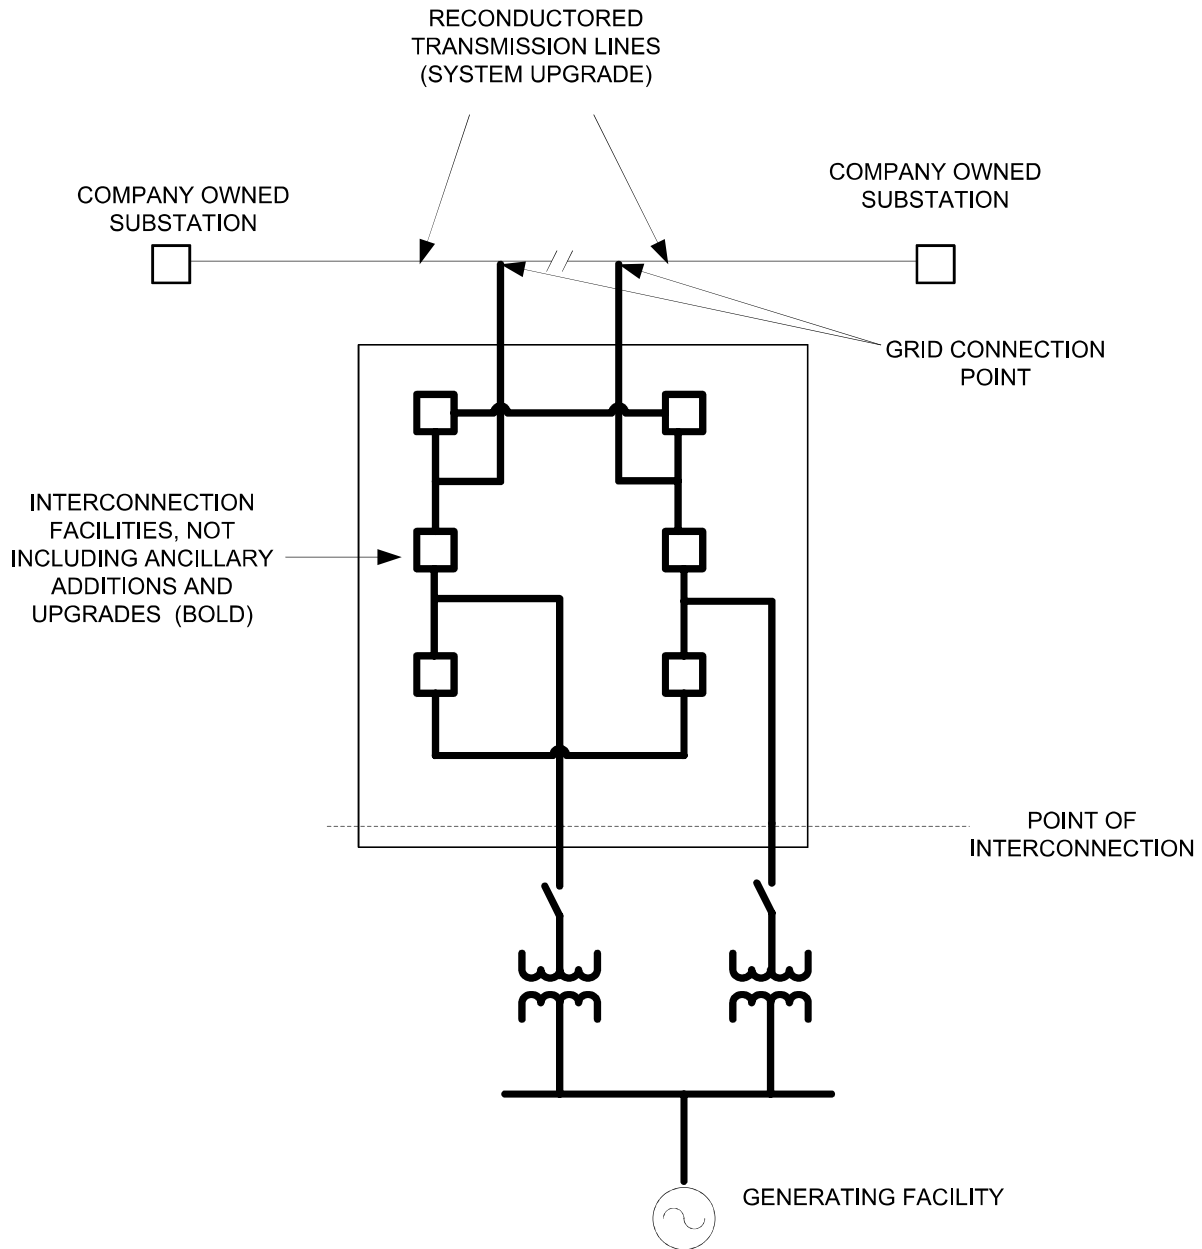 RECONDUCTORED
TRANSMISSION LINES
(SYSTEM UPGRADE)
COMPANY OWNED
SUBSTATION
COMPANY OWNED
SUBSTATION
GRID CONNECTION
POINT
INTERCONNECTION
FACILITIES, NOT
INCLUDING ANCILLARY
ADDITIONS AND
UPGRADES (BOLD)
POINT OF
INTERCONNECTION
GENERATING FACILITY